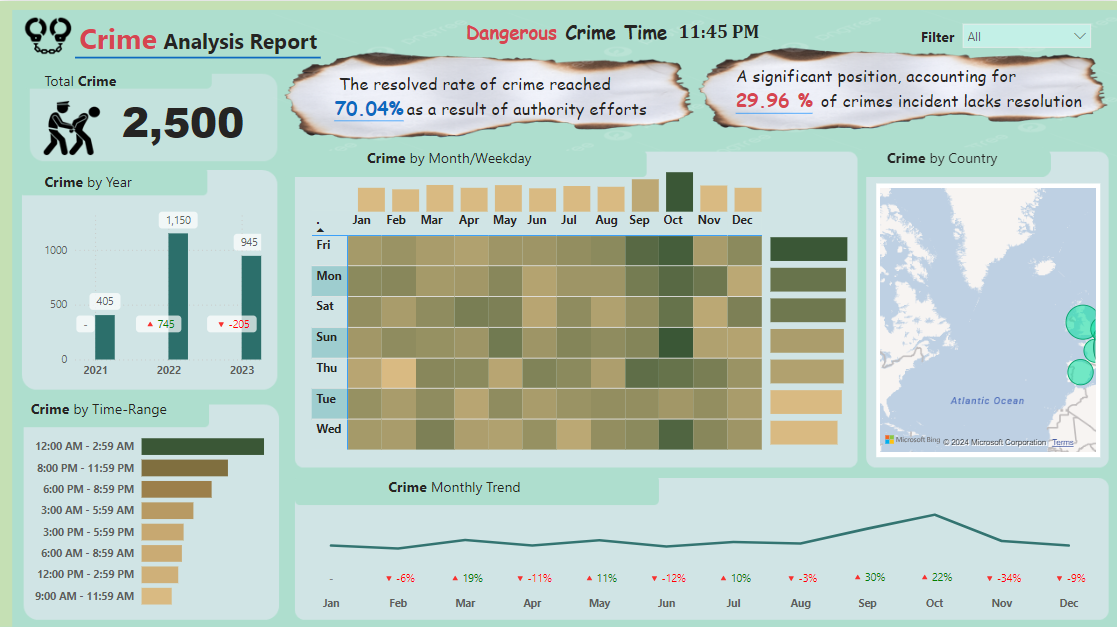 Crime Analysis Report
Dangerous Crime Time 11:45 PM
Filter All
Total Crime
2,500
The resolved rate of crime reached
70.04% as a result of authority efforts
A significant position, accounting for
29.96 % of crimes incident lacks resolution
Crime by Year
1000
500
0
405
1,150
945
-
745
-205
2021 2022 2023
Crime by Time-Range
12:00 AM - 2:59 AM
8:00 PM - 11:59 PM
6:00 PM - 8:59 PM
3:00 AM - 5:59 AM
3:00 PM - 5:59 PM
6:00 AM - 8:59 AM
12:00 PM - 2:59 PM
9:00 AM - 11:59 AM
Crime by Month/Weekday
Jan Feb Mar Apr May Jun Jul Aug Sep Oct Nov Dec
Fri
Mon
Sat
Sun
Thu
Tue
Wed
Crime by Country
Atlantic Ocean
Microsoft Bing © 2024 Microsoft Corporation Terms
Crime Monthly Trend
- -6% 19% -11% 11% -12% 10% -3% 30% 22% -34% -9%
Jan Feb Mar Apr May Jun Jul Aug Sep Oct Nov Dec